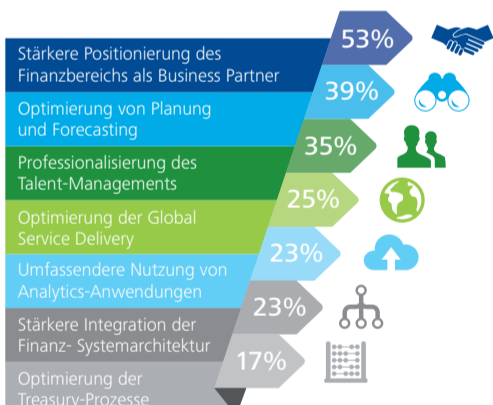 53%
Stärkere Positionierung des
Finanzbereichs als Business Partner
39%
Optimierung von Planung
und Forecasting
35%
Professionalisierung des
Talent-Managements
25%
Optimierung der Global
Service Delivery
23%
Umfassendere Nutzung von
Analytics-Anwendungen
23%
Stärkere Integration der
Finanz- Systemarchitektur
17%
Optimierung der
Treasury-Prozesse